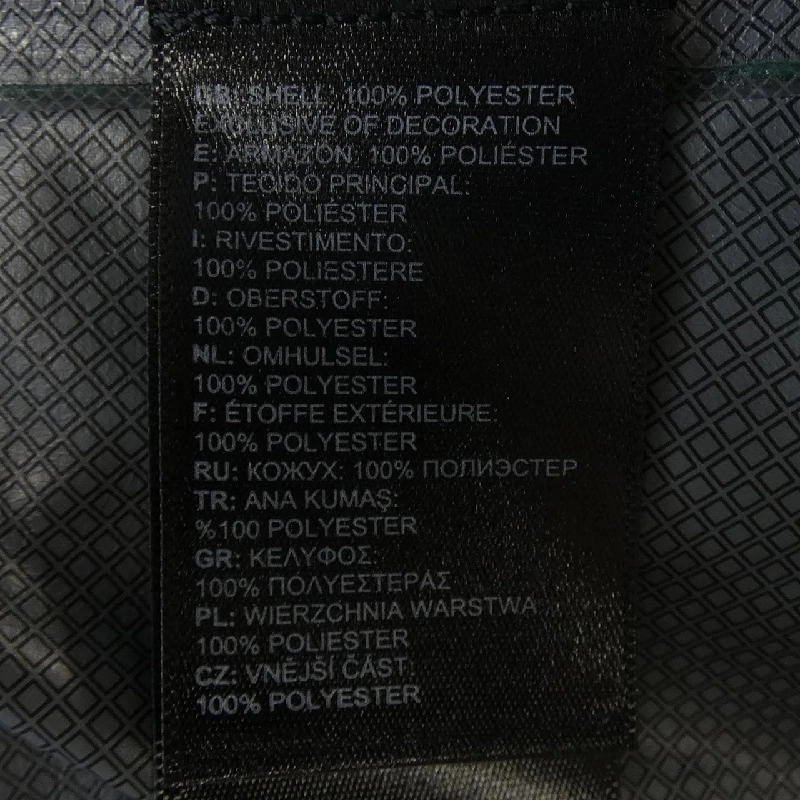 GB: SHELL: 100% POLYESTER
EXCLUSIVE OF DECORATION
E: ARMAZÓN: 100% POLIÉSTER
P: TECIDO PRINCIPAL:
100% POLIÉSTER
I: RIVESTIMENTO:
100% POLIESTERE
D: OBERSTOFF:
100% POLYESTER
NL: OMHULSEL:
100% POLYESTER
F: ÉTOFFE EXTÉRIEURE:
100% POLYESTER
RU: КОЖУХ: 100% ПОЛИЭСТЕР
TR: ANA KUMAŞ:
%100 POLYESTER
GR: ΚΕΛΥΦΟΣ:
100% ΠΟΛΥΕΣΤΕΡΑΣ
PL: WIERZCHNIA WARSTWA
100% POLIESTER
CZ: VNĚJŠÍ ČÁST:
100% POLYESTER